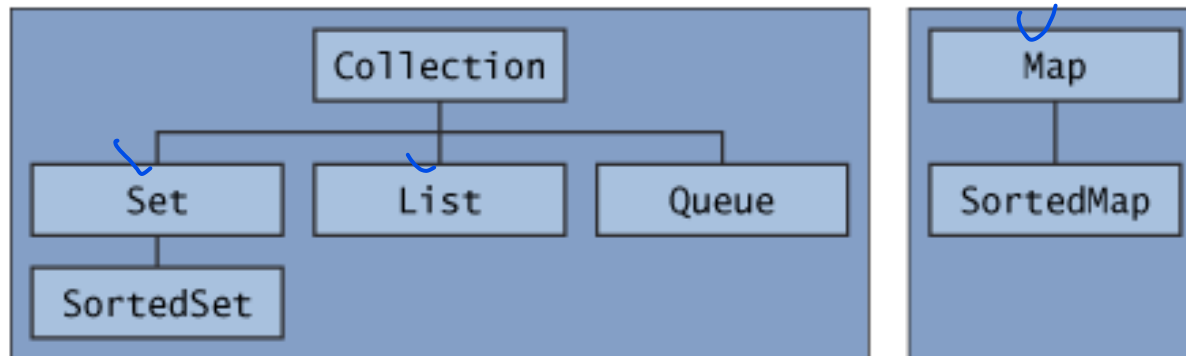 Collection
Map
Set
List
Queue
SortedMap
SortedSet